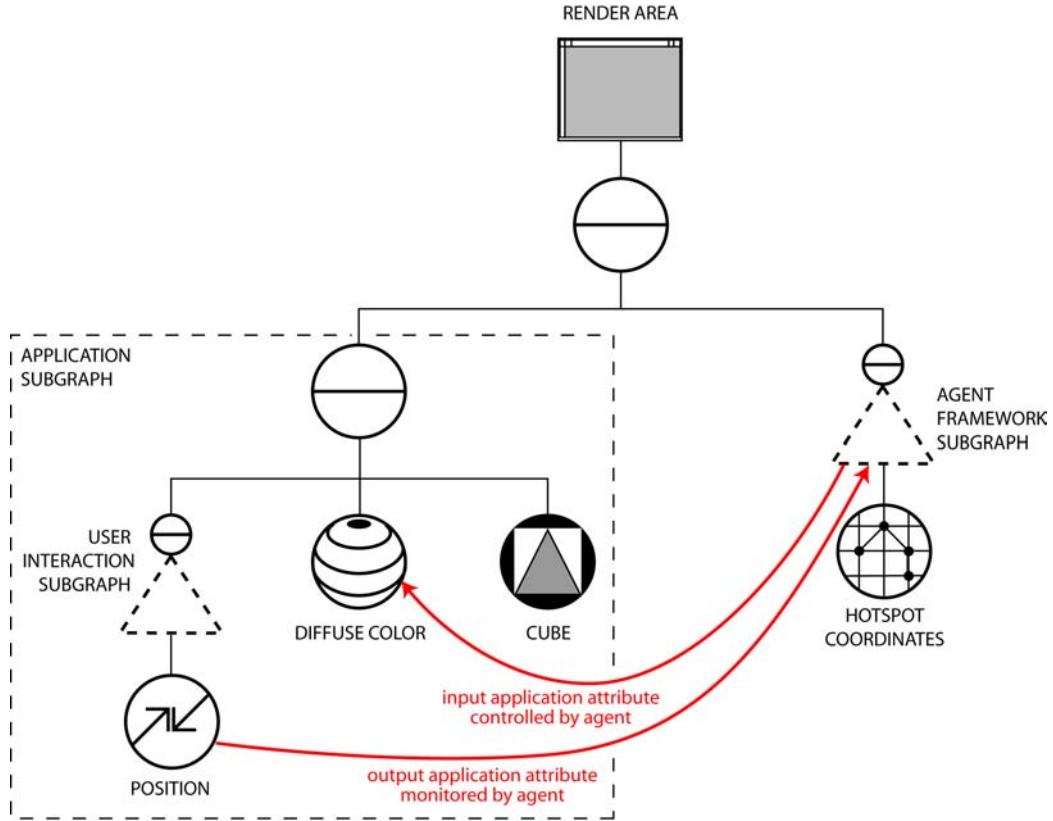 RENDER AREA
APPLICATION
SUBGRAPH
AGENT
FRAMEWORK
SUBGRAPH
USER
INTERACTION
SUBGRAPH
DIFFUSE COLOR
CUBE
HOTSPOT
COORDINATES
input application attribute
controlled by agent
POSITION
output application attribute
monitored by agent